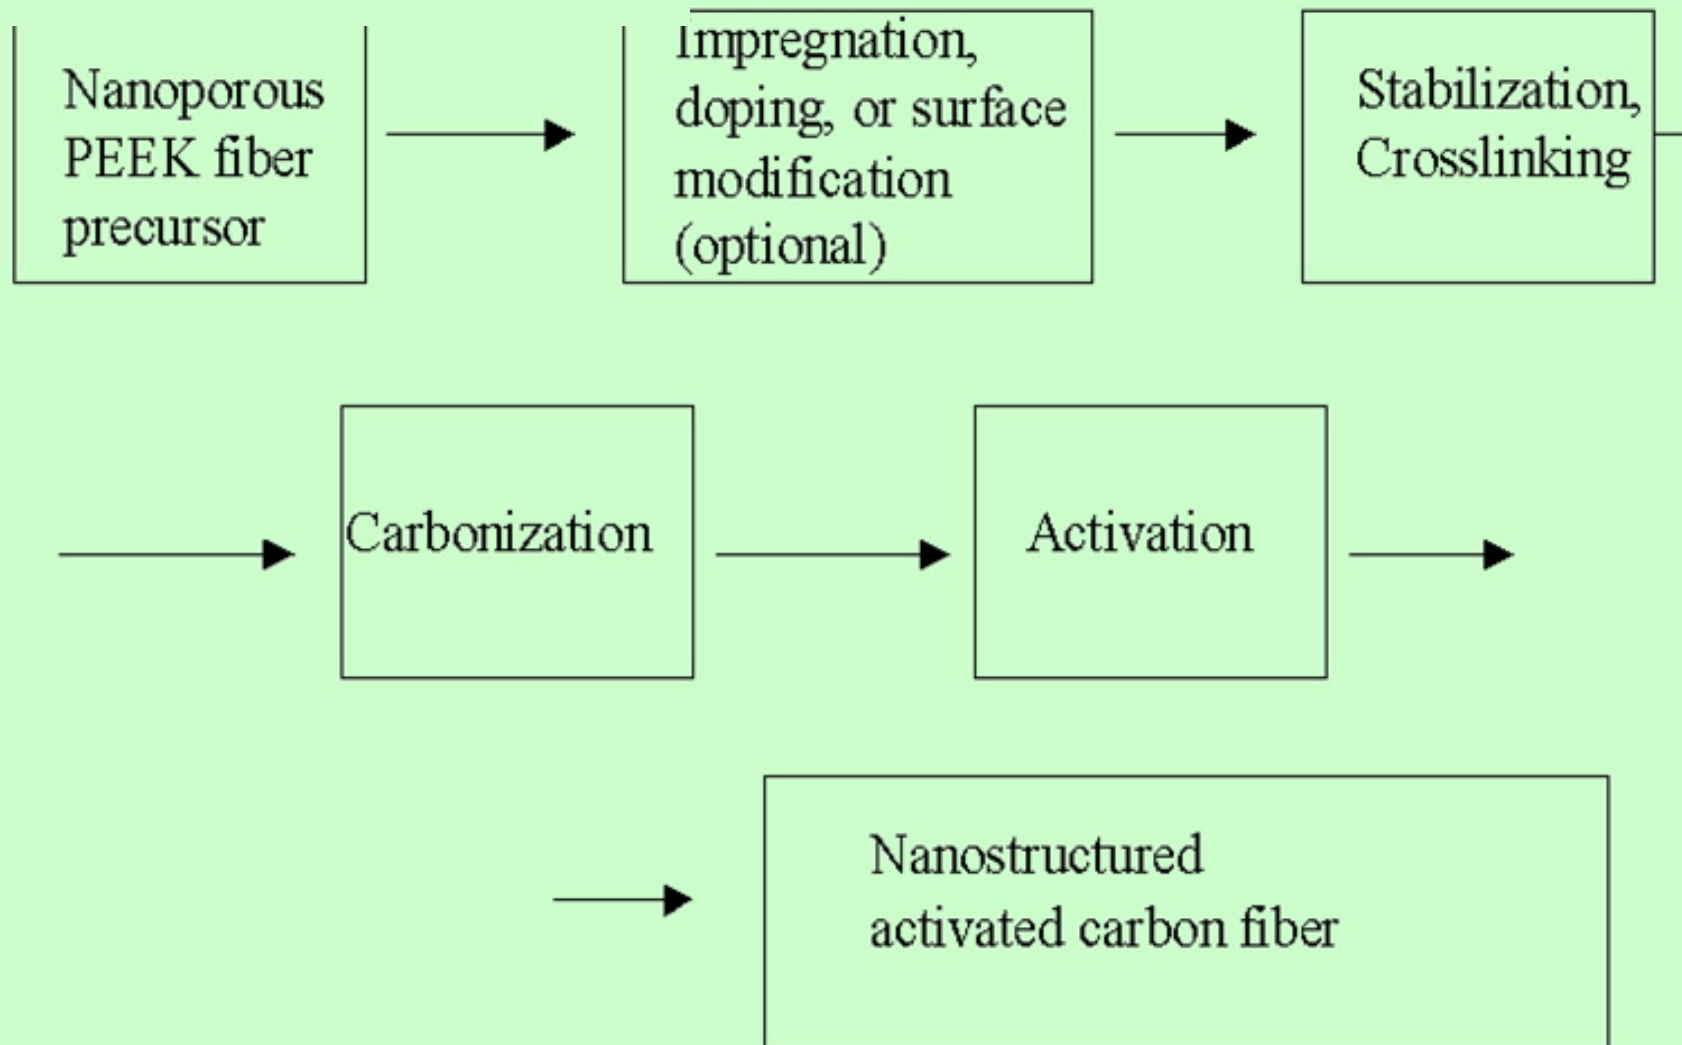 Nanoporous
PEEK fiber
precursor
Impregnation,
doping, or surface
modification
(optional)
Stabilization,
Crosslinking
Carbonization
Activation
Nanostructured
activated carbon fiber